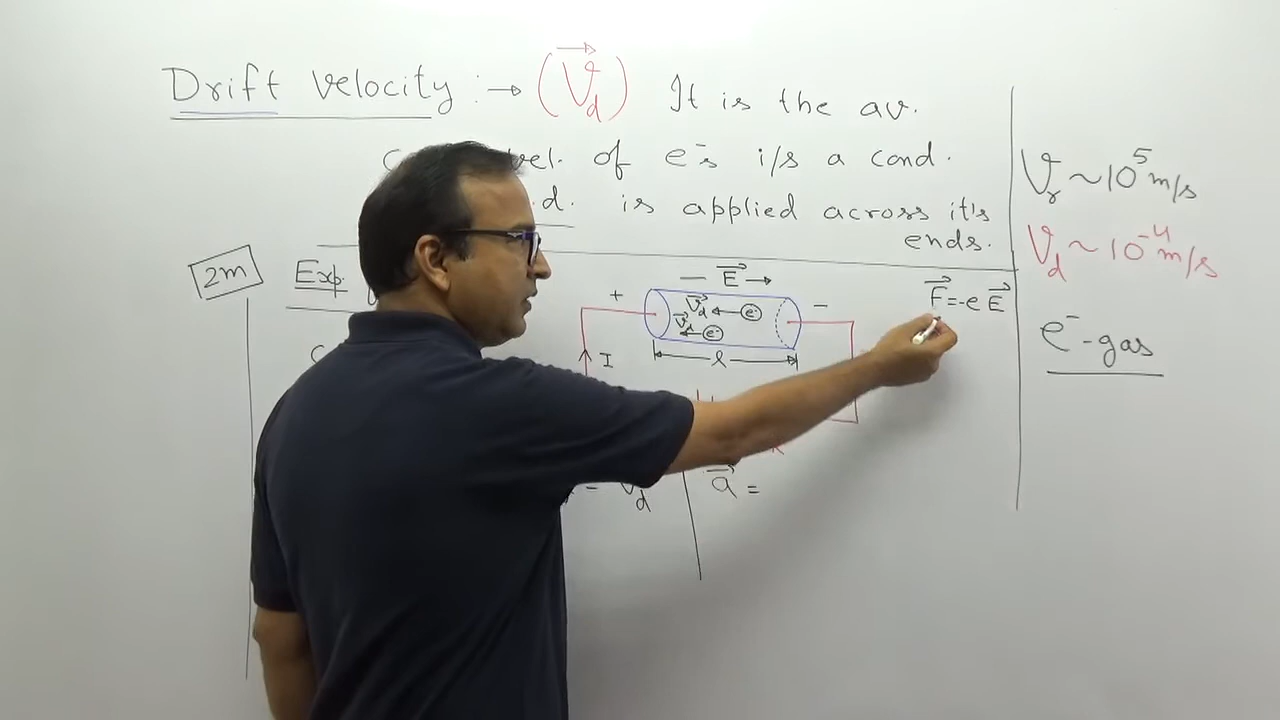 Drift velocity :→ (V⃗d) It is the av.
vel. of e⁻s i/s a cond.
d. is applied across it's
ends.
2m
Exp.
— E⃗ →
+ −
V⃗d ← e⁻
V⃗d ← e⁻
l
I
F⃗ = -e E⃗
= Vd
a⃗ =
Vr ~ 10⁵ m/s
Vd ~ 10⁻⁴ m/s
e⁻ - gas